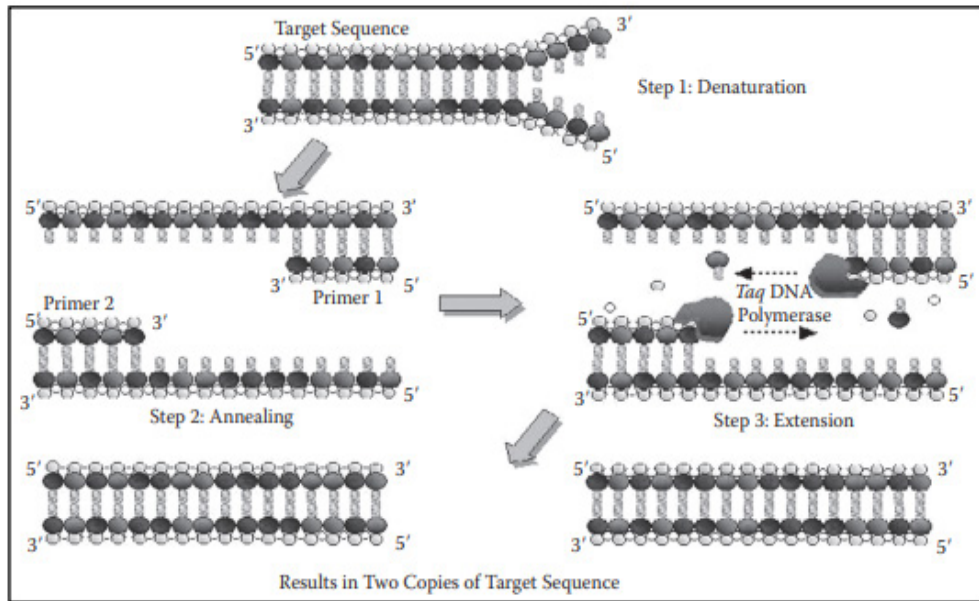 Target Sequence
3′
5′
Step 1: Denaturation
3′
5′
5′
3′
5′
3′
3′
5′
Primer 1
Taq DNA
Polymerase
Primer 2
5′
3′
5′
5′
3′
5′
3′
5′
Step 2: Annealing
Step 3: Extension
5′
3′
5′
3′
3′
5′
3′
5′
Results in Two Copies of Target Sequence